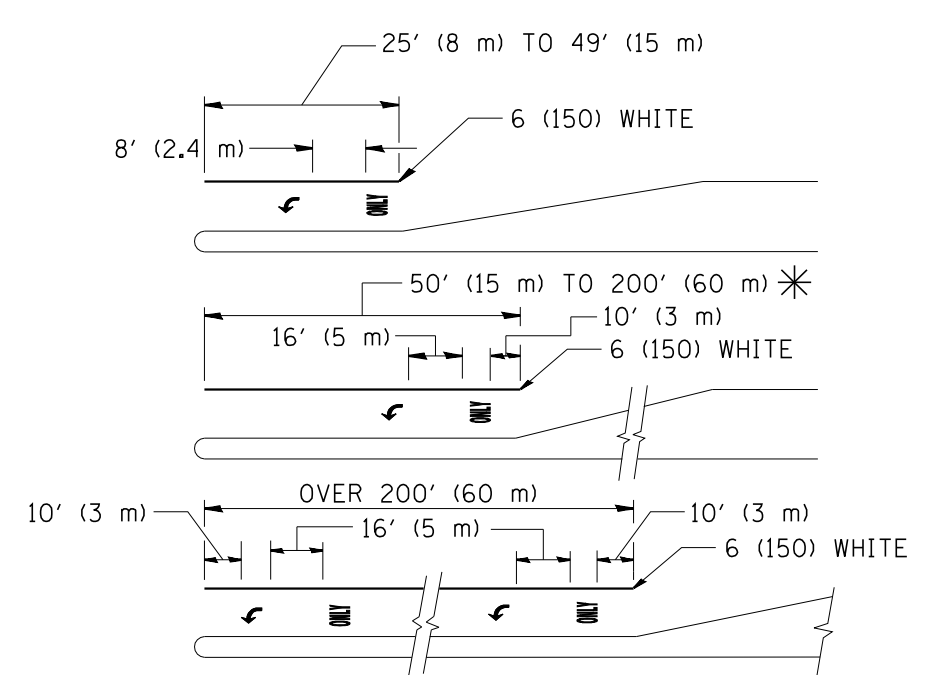 25' (8 m) TO 49' (15 m)
6 (150) WHITE
8' (2.4 m)
ONLY
50' (15 m) TO 200' (60 m) *
10' (3 m)
16' (5 m)
6 (150) WHITE
ONLY
OVER 200' (60 m)
10' (3 m)
16' (5 m)
10' (3 m)
6 (150) WHITE
ONLY
ONLY